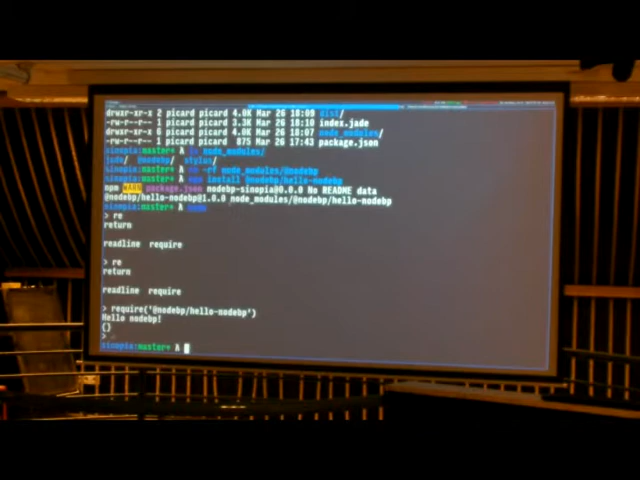 drwxr-xr-x 2 picard picard 4.0K Mar 26 18:09 dist/
-rw-r--r-- 1 picard picard 3.3K Mar 26 18:10 index.jade
drwxr-xr-x 6 picard picard 4.0K Mar 26 18:07 node_modules/
-rw-r--r-- 1 picard picard 875 Mar 26 17:43 package.json
sinopia:master* λ ls node_modules/
jade/ @nodebp/ stylus/
sinopia:master* λ rm -rf node_modules/@nodebp
sinopia:master* λ npm install @nodebp/hello-nodebp
npm WARN package.json nodebp-sinopia@0.0.0 No README data
@nodebp/hello-nodebp@1.0.0 node_modules/@nodebp/hello-nodebp
sinopia:master* λ node
> re
return
readline require
> re
return
readline require
> require('@nodebp/hello-nodebp')
Hello nodebp!
{}
>
sinopia:master* λ